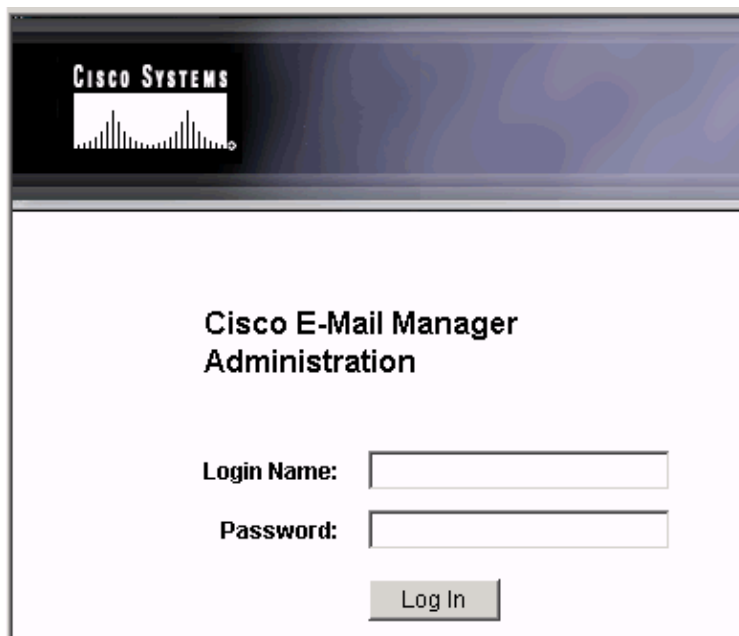 CISCO SYSTEMS
Cisco E-Mail Manager
Administration
Login Name:
Password:
Log In